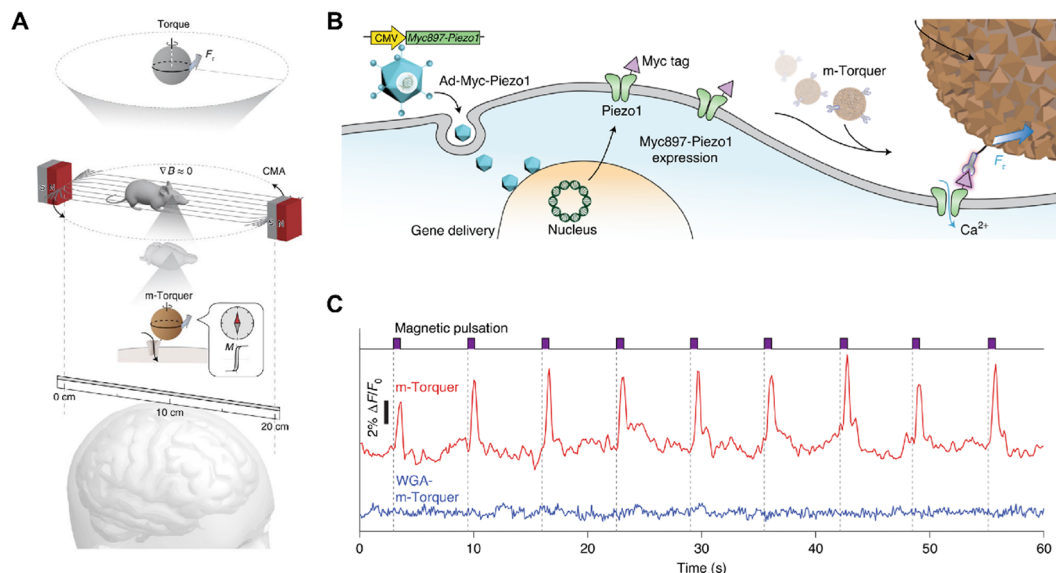 A
Torque
Fτ
∇B ≈ 0
CMA
m-Torquer
M
0 cm
10 cm
20 cm
B
CMV Myc897-Piezo1
Ad-Myc-Piezo1
Myc tag
Piezo1
Myc897-Piezo1
expression
Gene delivery
Nucleus
m-Torquer
Fτ
Ca2+
C
Magnetic pulsation
2% ΔF/F0
m-Torquer
WGA-
m-Torquer
0 10 20 30 40 50 60
Time (s)